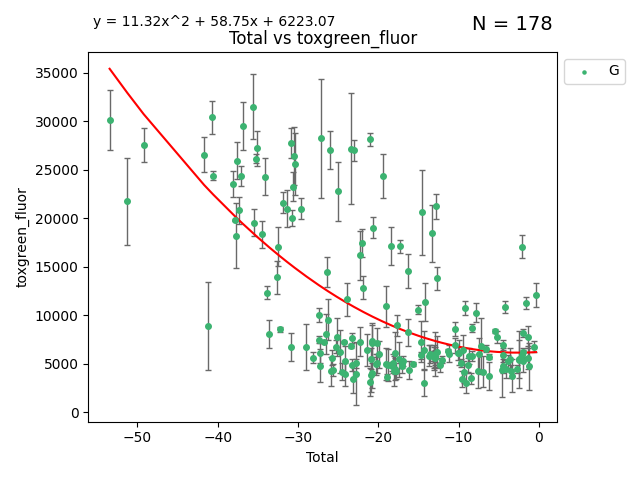 y = 11.32x^2 + 58.75x + 6223.07
N = 178
Total vs toxgreen_fluor
G
35000
30000
25000
20000
15000
10000
5000
0
toxgreen_fluor
−50 −40 −30 −20 −10 0
Total